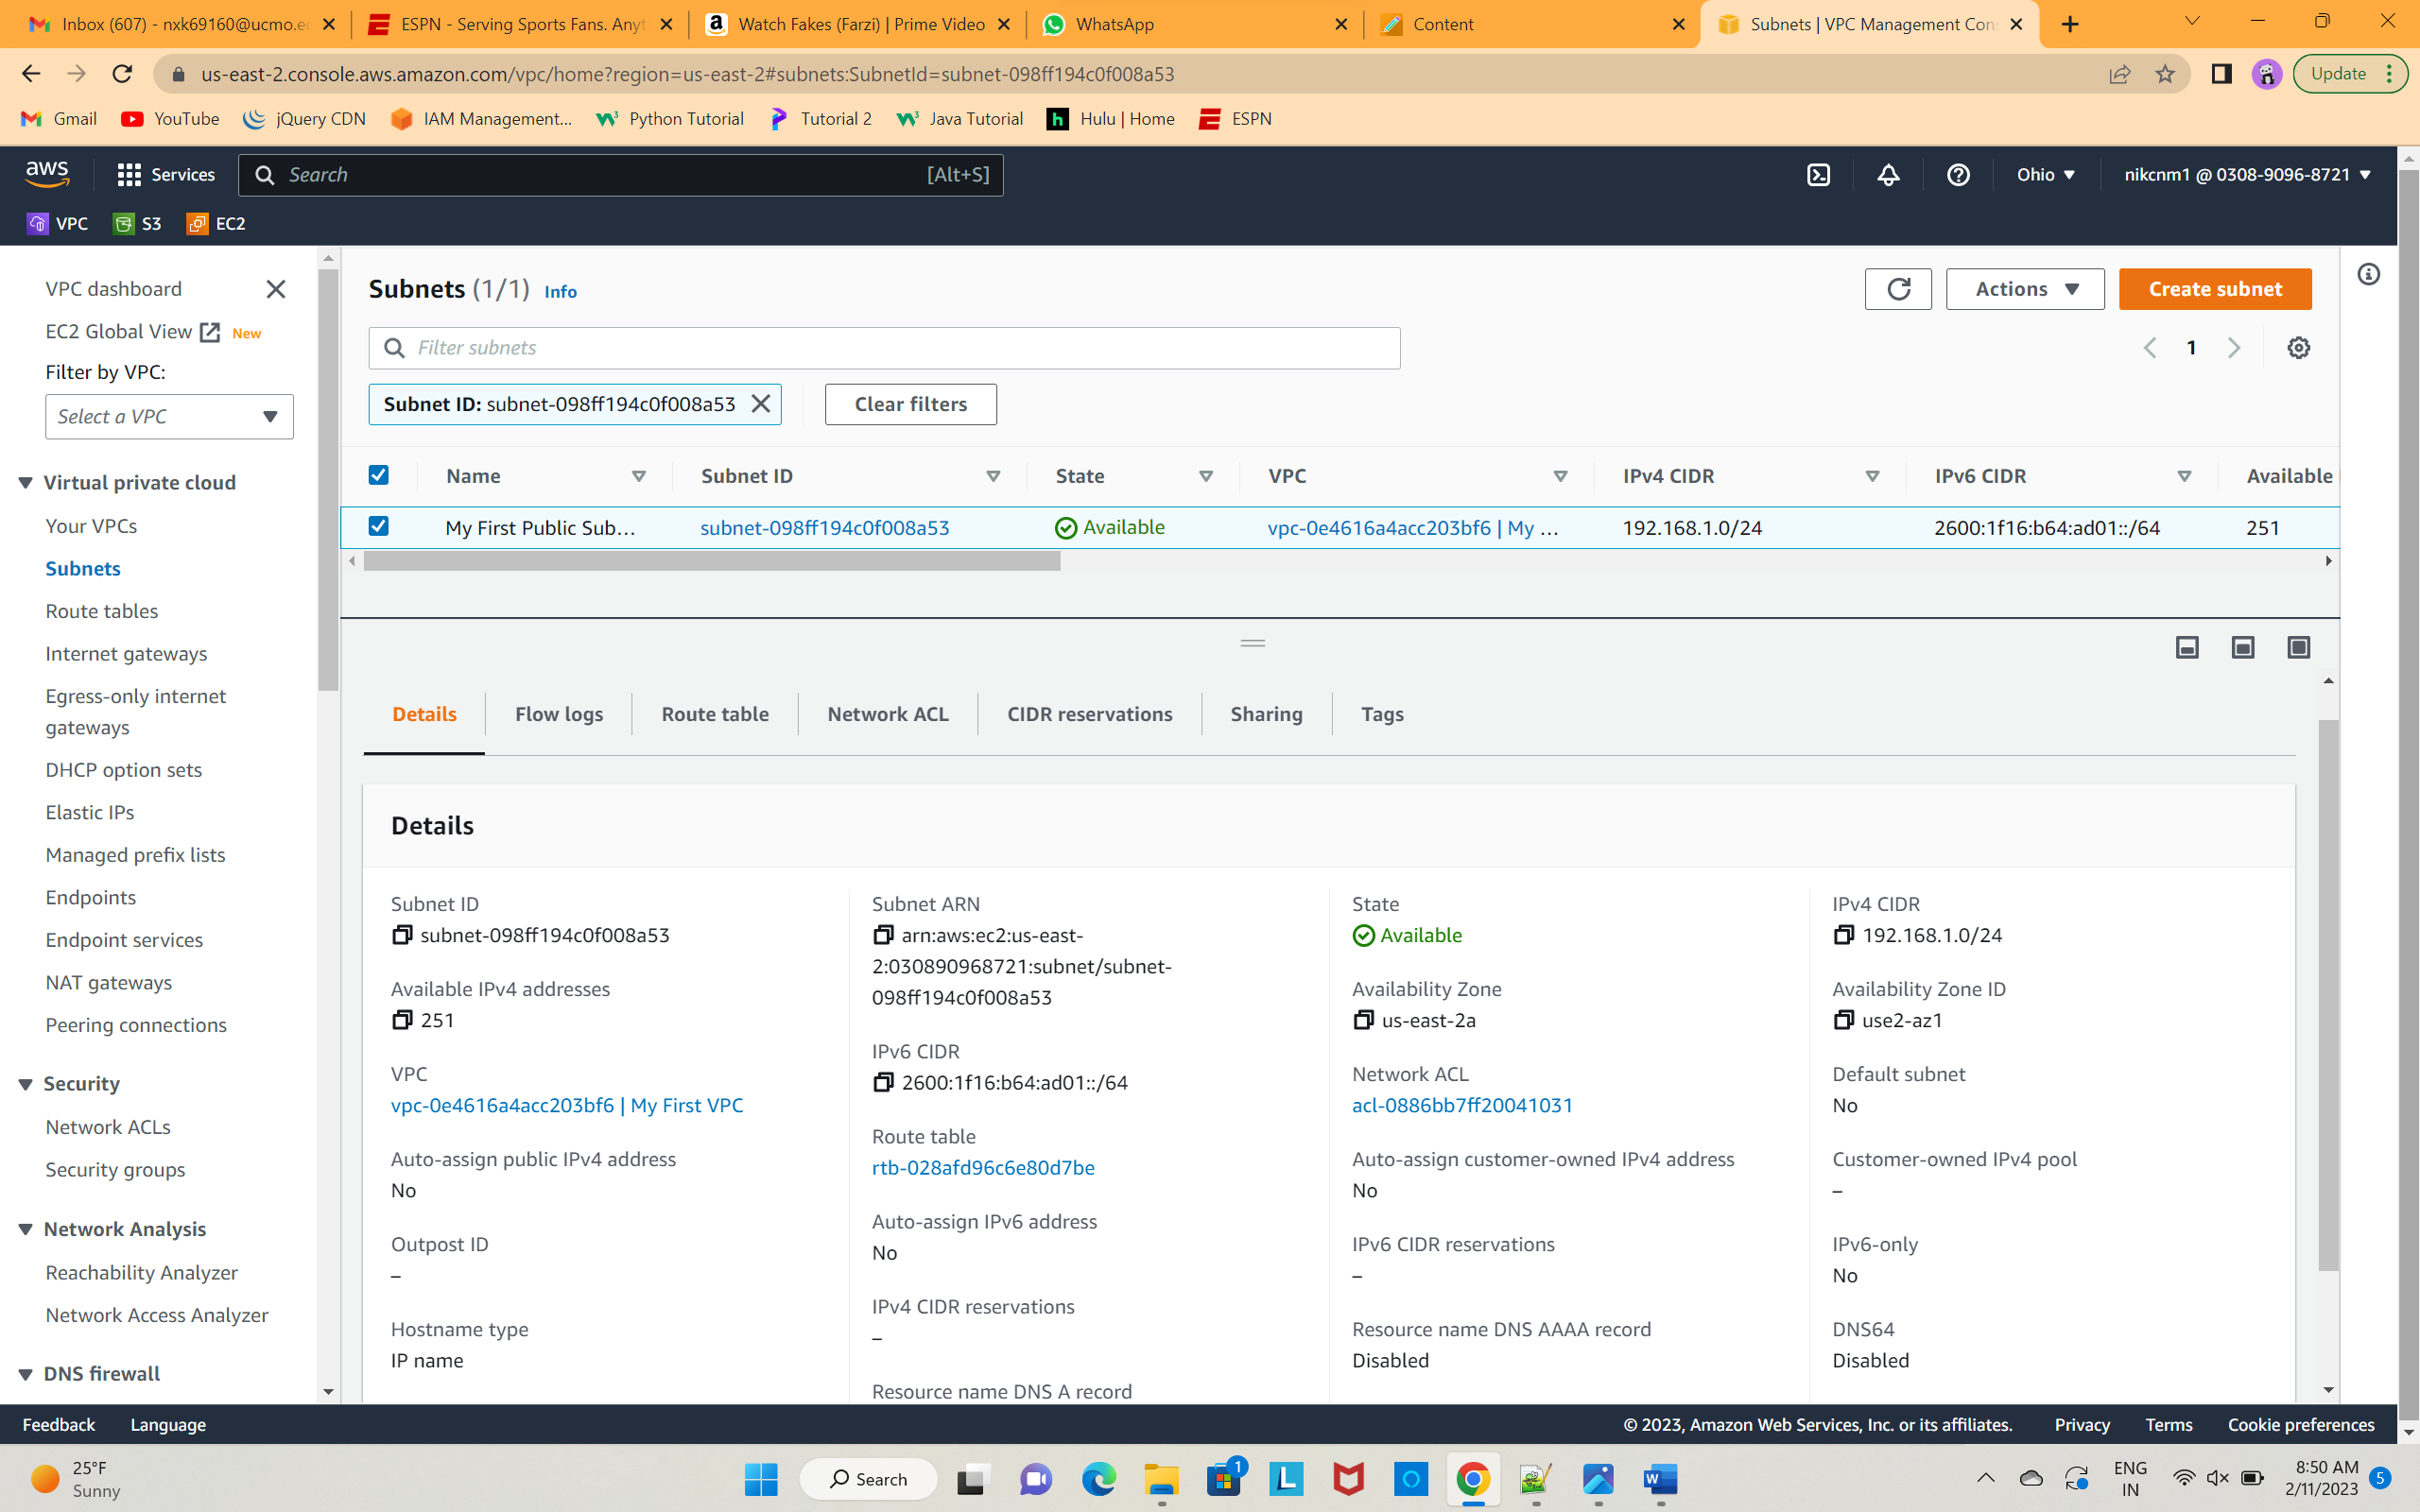 Inbox (607) - nxk69160@ucmo.e
ESPN - Serving Sports Fans. Anyt
Watch Fakes (Farzi) | Prime Video
WhatsApp
Content
Subnets | VPC Management Con
us-east-2.console.aws.amazon.com/vpc/home?region=us-east-2#subnets:SubnetId=subnet-098ff194c0f008a53
Update
Gmail
YouTube
jQuery CDN
IAM Management...
Python Tutorial
Tutorial 2
Java Tutorial
Hulu | Home
ESPN
aws
Services
Search
[Alt+S]
Ohio
nikcnm1 @ 0308-9096-8721
VPC
S3
EC2
VPC dashboard
EC2 Global View
New
Filter by VPC:
Select a VPC
Virtual private cloud
Your VPCs
Subnets
Route tables
Internet gateways
Egress-only internet
gateways
DHCP option sets
Elastic IPs
Managed prefix lists
Endpoints
Endpoint services
NAT gateways
Peering connections
Security
Network ACLs
Security groups
Network Analysis
Reachability Analyzer
Network Access Analyzer
DNS firewall
Subnets (1/1) Info
Actions
Create subnet
Filter subnets
1
Subnet ID: subnet-098ff194c0f008a53
Clear filters
Name
Subnet ID
State
VPC
IPv4 CIDR
IPv6 CIDR
Available
My First Public Sub...
subnet-098ff194c0f008a53
Available
vpc-0e4616a4acc203bf6 | My ...
192.168.1.0/24
2600:1f16:b64:ad01::/64
251
Details
Flow logs
Route table
Network ACL
CIDR reservations
Sharing
Tags
Details
Subnet ID
subnet-098ff194c0f008a53
Available IPv4 addresses
251
VPC
vpc-0e4616a4acc203bf6 | My First VPC
Auto-assign public IPv4 address
No
Outpost ID
–
Hostname type
IP name
Subnet ARN
arn:aws:ec2:us-east-
2:030890968721:subnet/subnet-
098ff194c0f008a53
IPv6 CIDR
2600:1f16:b64:ad01::/64
Route table
rtb-028afd96c6e80d7be
Auto-assign IPv6 address
No
IPv4 CIDR reservations
–
Resource name DNS A record
State
Available
Availability Zone
us-east-2a
Network ACL
acl-0886bb7ff20041031
Auto-assign customer-owned IPv4 address
No
IPv6 CIDR reservations
–
Resource name DNS AAAA record
Disabled
IPv4 CIDR
192.168.1.0/24
Availability Zone ID
use2-az1
Default subnet
No
Customer-owned IPv4 pool
–
IPv6-only
No
DNS64
Disabled
Feedback
Language
© 2023, Amazon Web Services, Inc. or its affiliates.
Privacy
Terms
Cookie preferences
25°F
Sunny
Search
1
ENG
IN
8:50 AM
2/11/2023
5